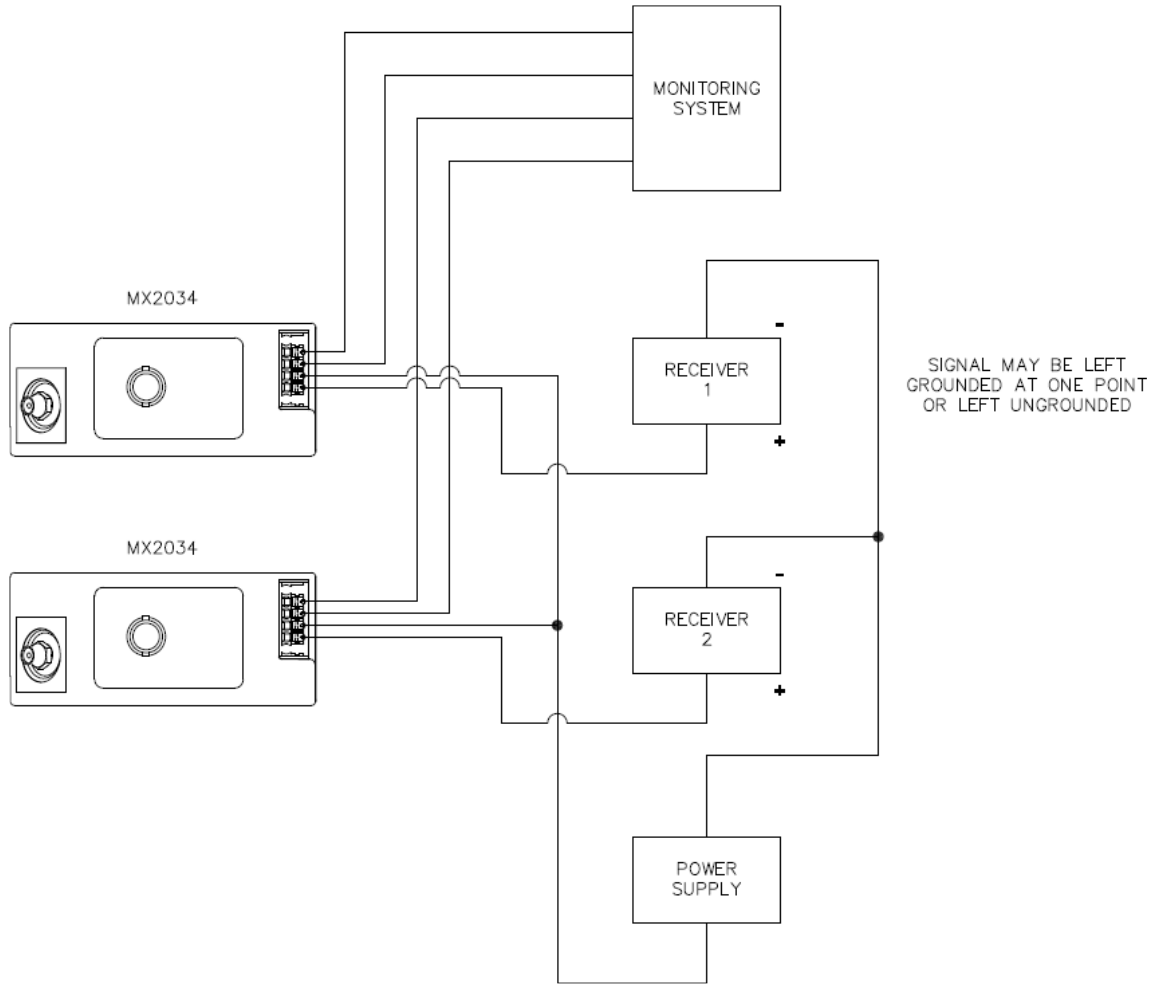 MONITORING
SYSTEM
MX2034
-
RECEIVER
1
+
SIGNAL MAY BE LEFT
GROUNDED AT ONE POINT
OR LEFT UNGROUNDED
MX2034
-
RECEIVER
2
+
POWER
SUPPLY